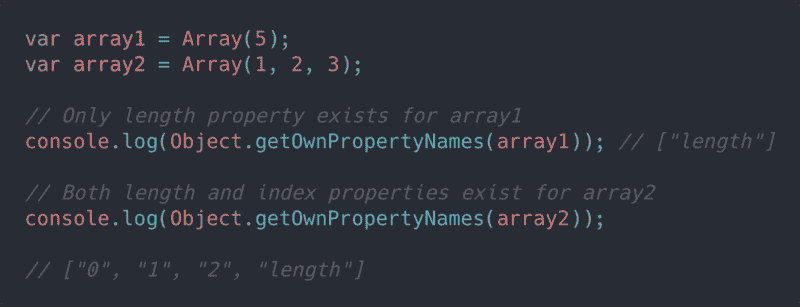 var array1 = Array(5);
var array2 = Array(1, 2, 3);
// Only length property exists for array1
console.log(Object.getOwnPropertyNames(array1)); // ["length"]
// Both length and index properties exist for array2
console.log(Object.getOwnPropertyNames(array2));
// ["0", "1", "2", "length"]